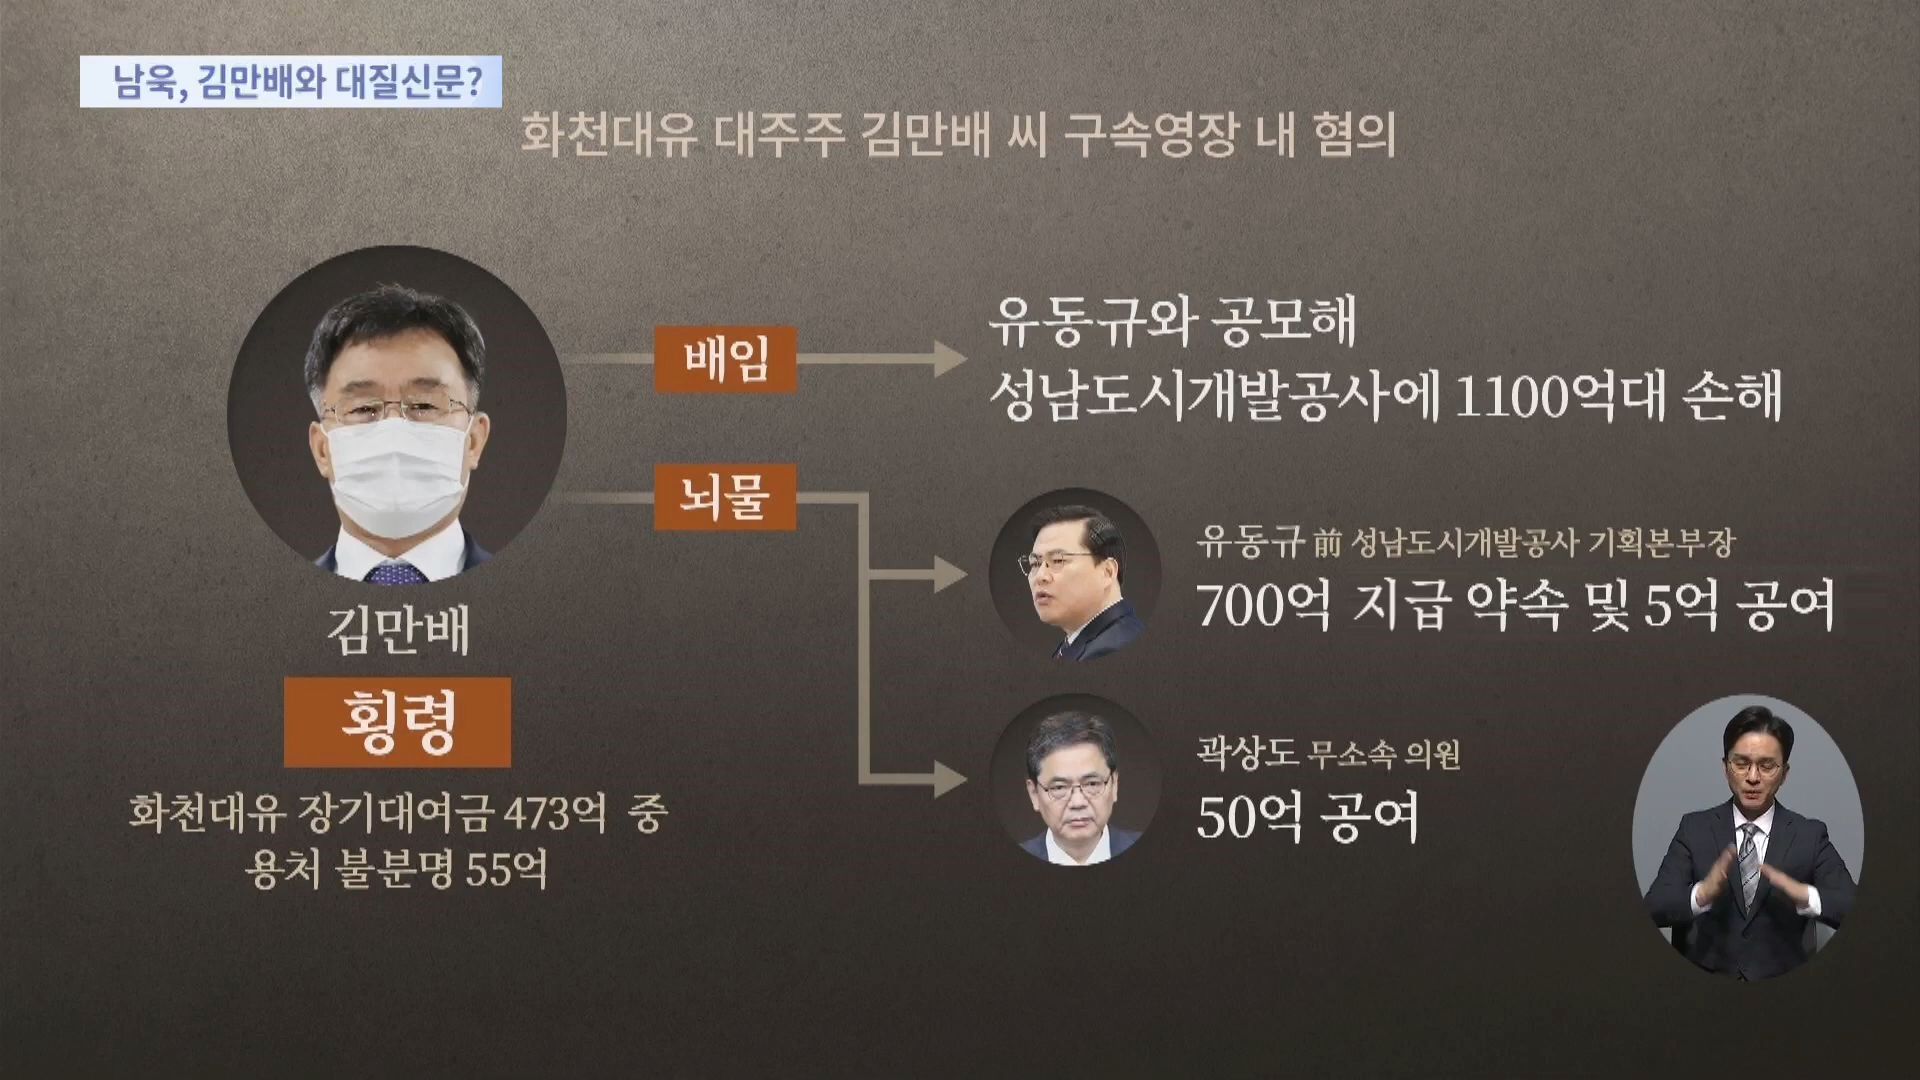 남욱, 김만배와 대질신문?
화천대유 대주주 김만배 씨 구속영장 내 혐의
배임
유동규와 공모해
성남도시개발공사에 1100억대 손해
뇌물
유동규 前 성남도시개발공사 기획본부장
700억 지급 약속 및 5억 공여
곽상도 무소속 의원
50억 공여
김만배
횡령
화천대유 장기대여금 473억 중
용처 불분명 55억